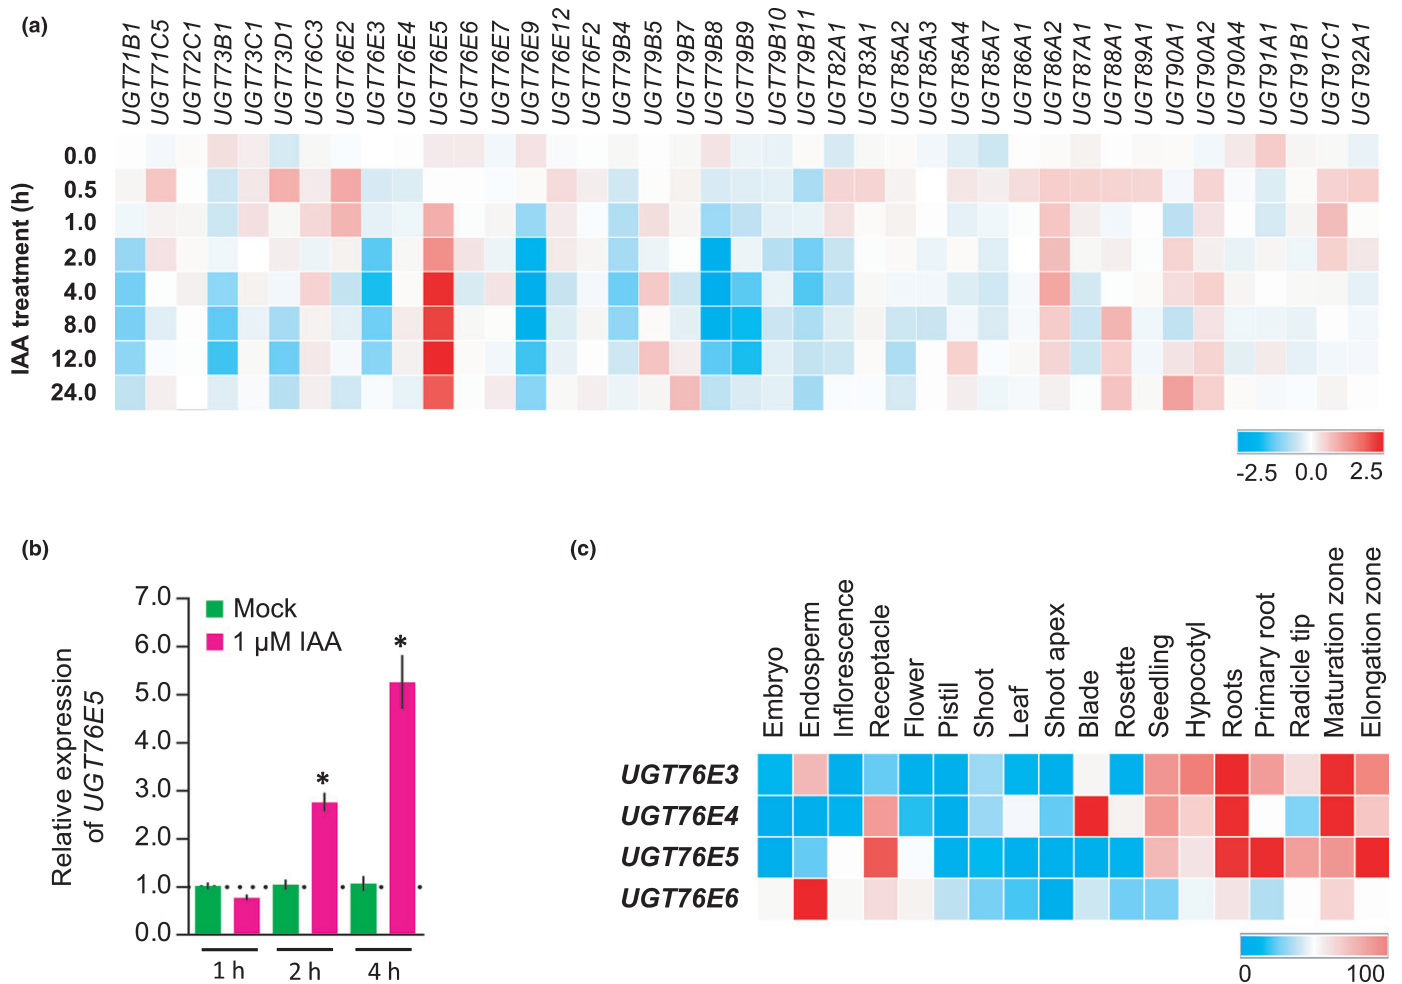 (a)
UGT71B1
UGT71C5
UGT72C1
UGT73B1
UGT73C1
UGT73D1
UGT76C3
UGT76E2
UGT76E3
UGT76E4
UGT76E5
UGT76E6
UGT76E7
UGT76E9
UGT76E12
UGT76F2
UGT79B4
UGT79B5
UGT79B7
UGT79B8
UGT79B9
UGT79B10
UGT79B11
UGT82A1
UGT83A1
UGT85A2
UGT85A3
UGT85A4
UGT85A7
UGT86A1
UGT86A2
UGT87A1
UGT88A1
UGT89A1
UGT90A1
UGT90A2
UGT90A4
UGT91A1
UGT91B1
UGT91C1
UGT92A1
IAA treatment (h)
0.0
0.5
1.0
2.0
4.0
8.0
12.0
24.0
-2.5 0.0 2.5
(b)
Relative expression
of UGT76E5
7.0
6.0
5.0
4.0
3.0
2.0
1.0
0.0
Mock
1 µM IAA
*
*
1 h
2 h
4 h
(c)
Embryo
Endosperm
Inflorescence
Receptacle
Flower
Pistil
Shoot
Leaf
Shoot apex
Blade
Rosette
Seedling
Hypocotyl
Roots
Primary root
Radicle tip
Maturation zone
Elongation zone
UGT76E3
UGT76E4
UGT76E5
UGT76E6
0 100